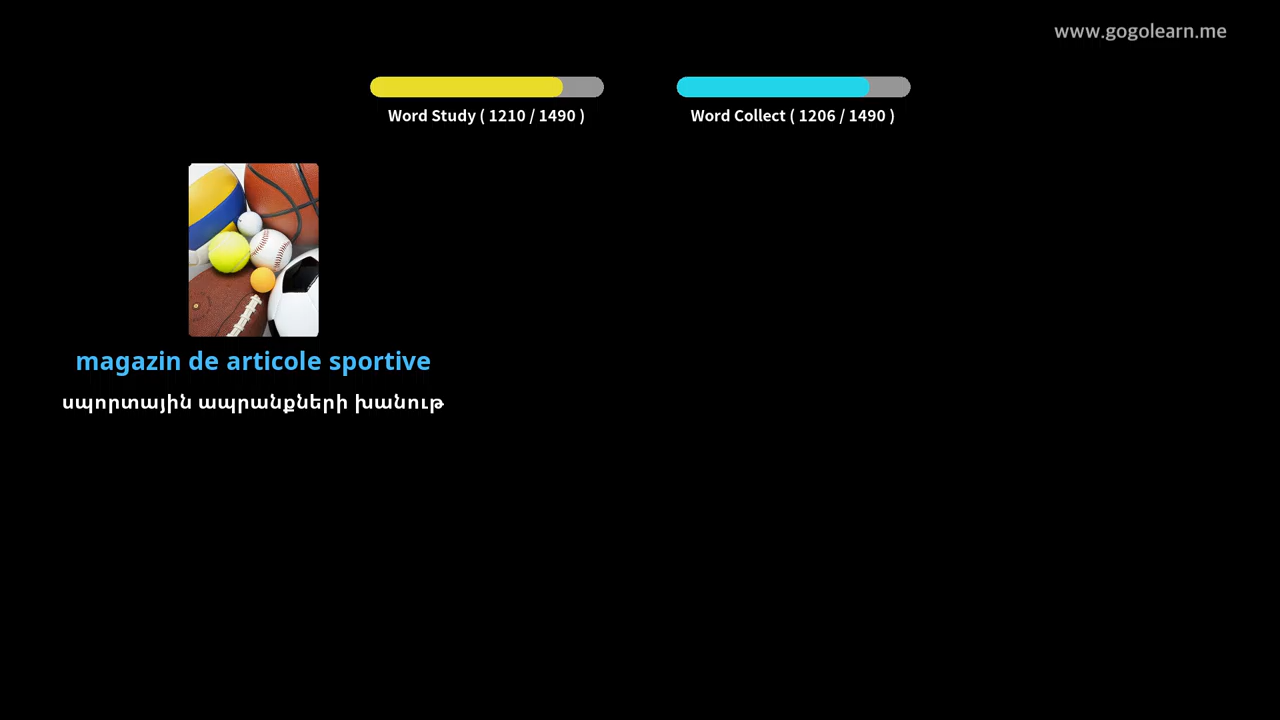 www.gogolearn.me
Word Study ( 1210 / 1490 )
Word Collect ( 1206 / 1490 )
magazin de articole sportive
սպորտային ապրանքների խանութ